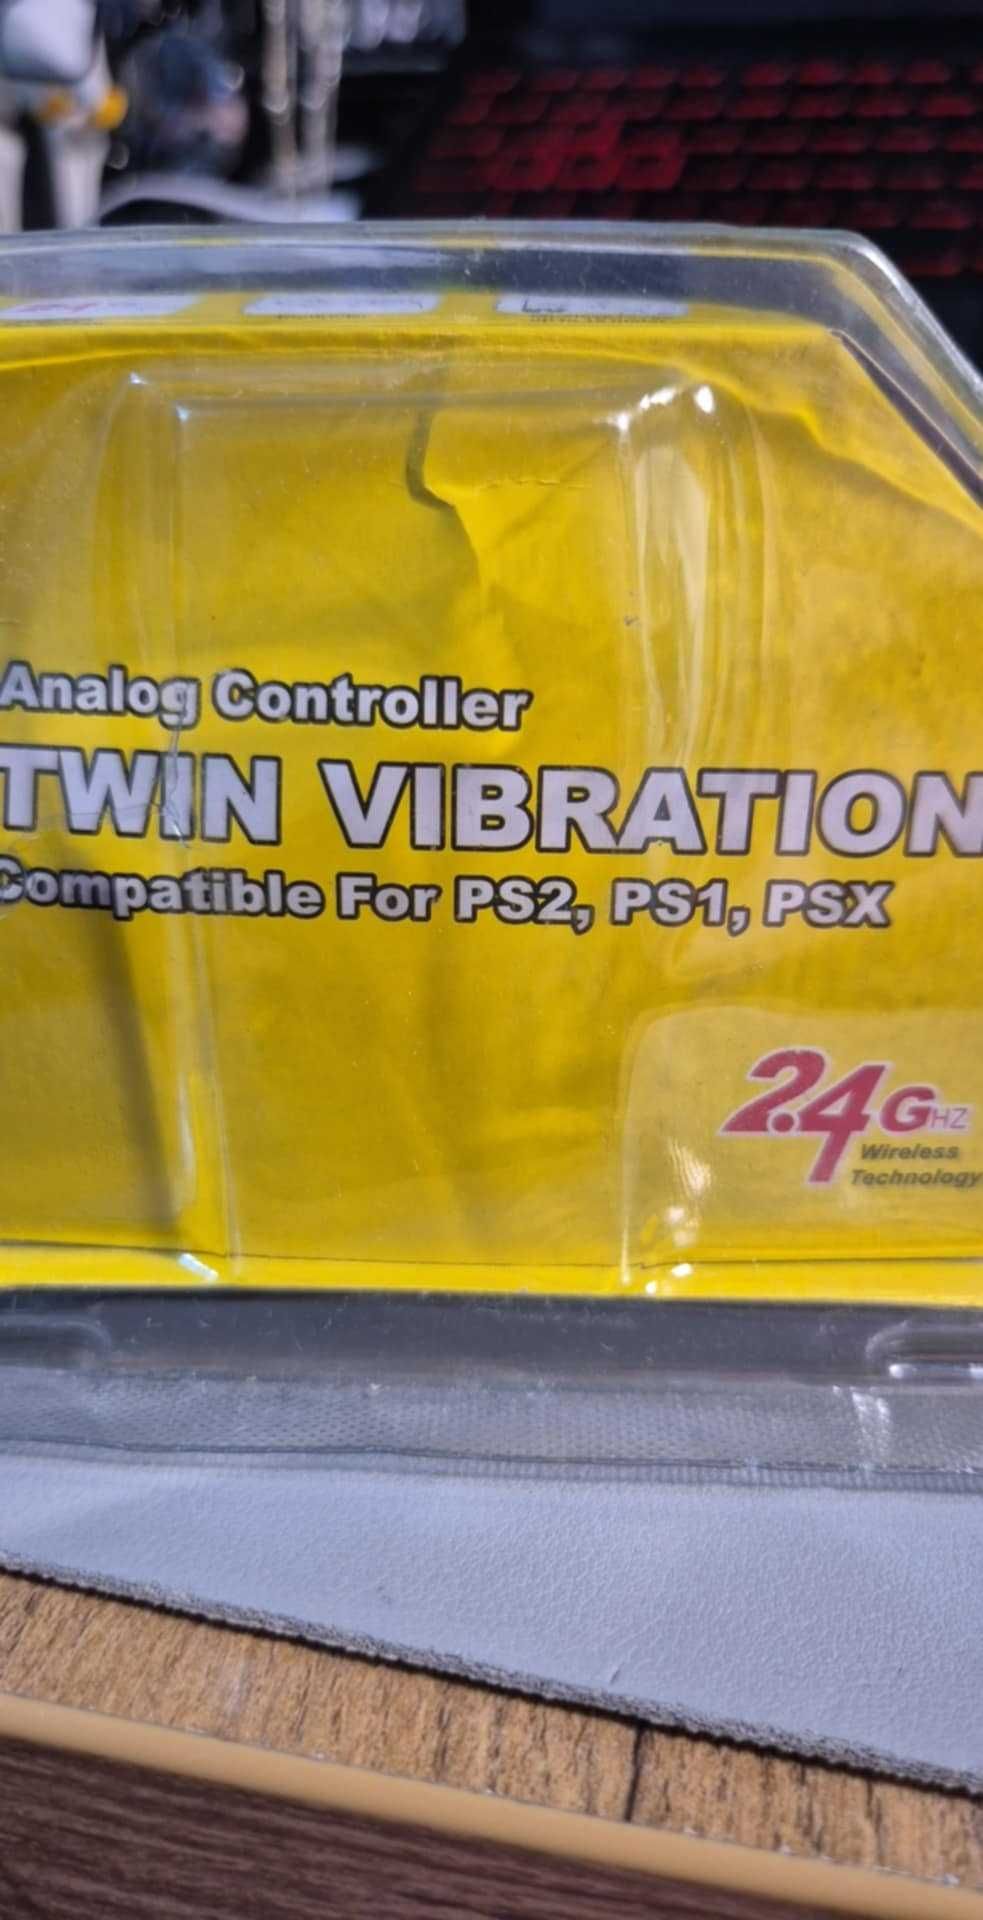 Analog Controller
TWIN VIBRATION
Compatible For PS2, PS1, PSX
2.4GHZ
Wireless
Technology